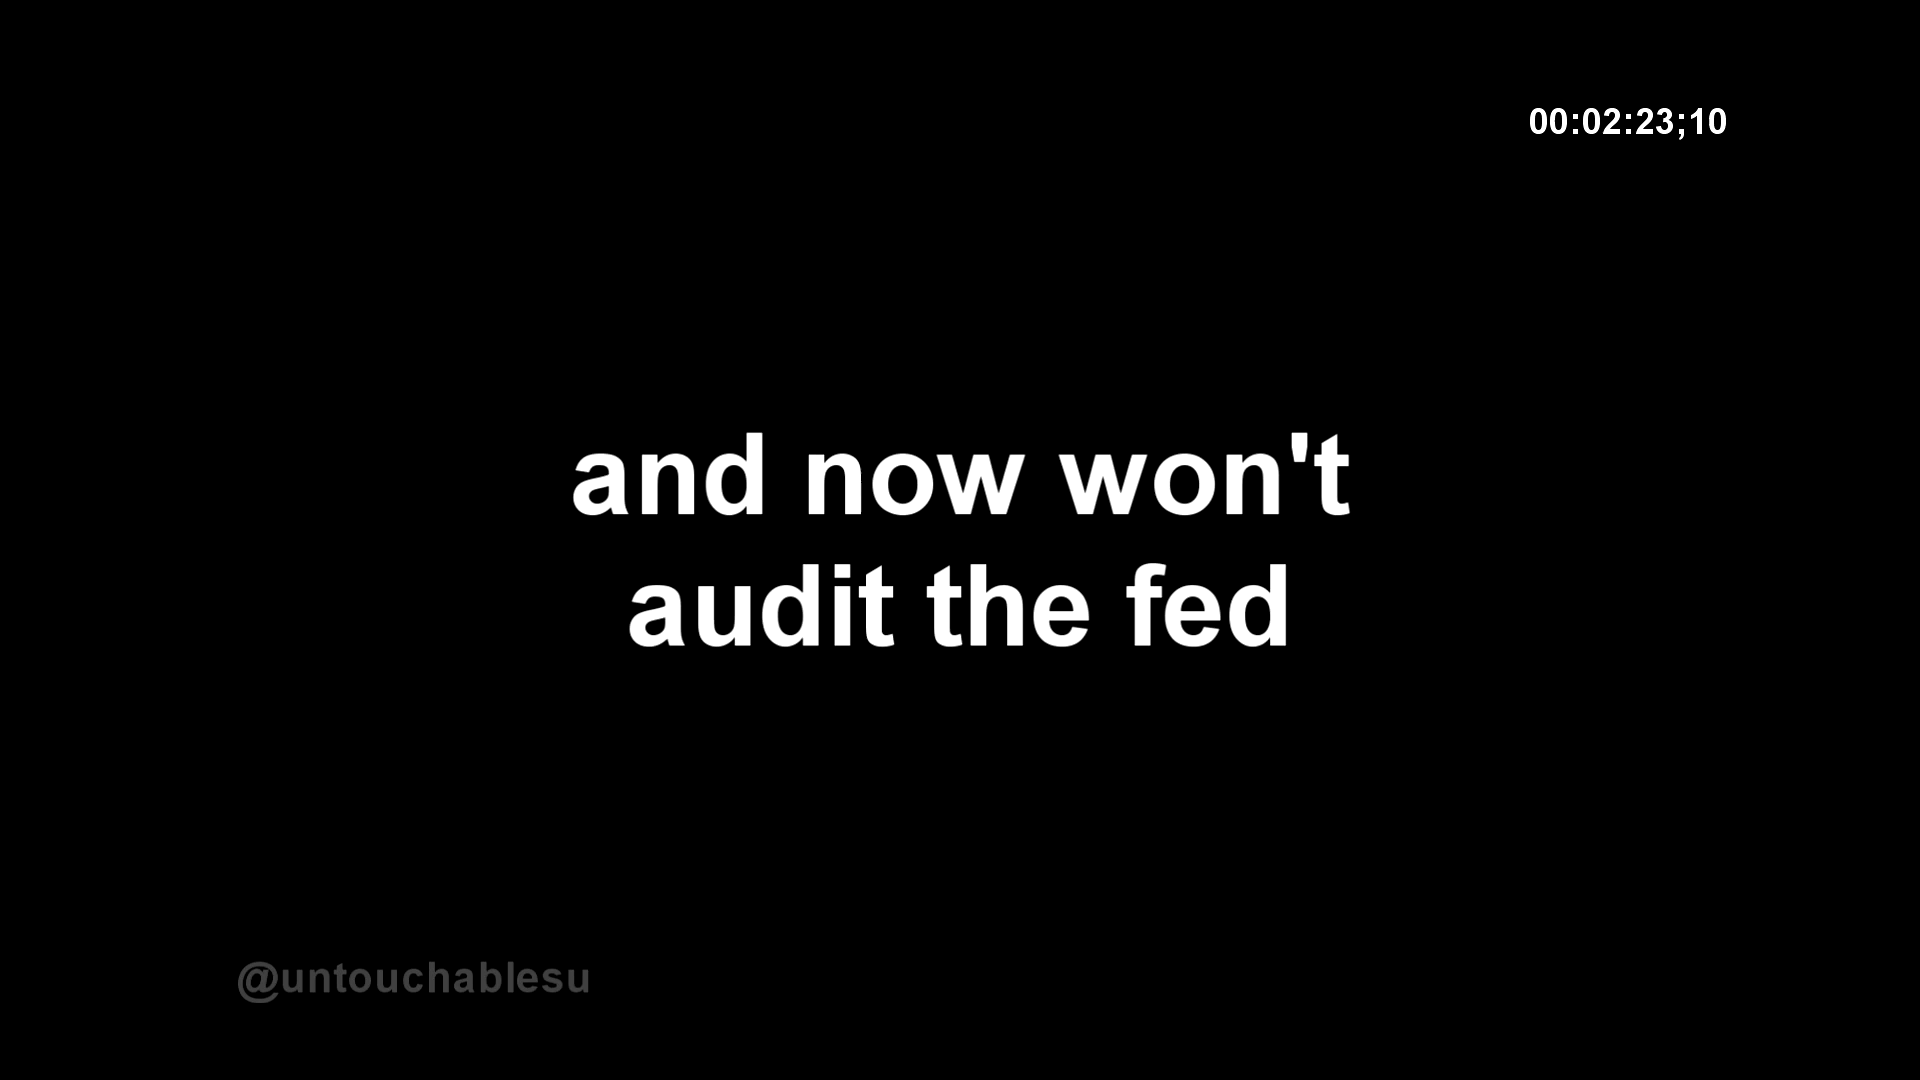 00:02:23;10
and now won't
audit the fed
@untouchablesu